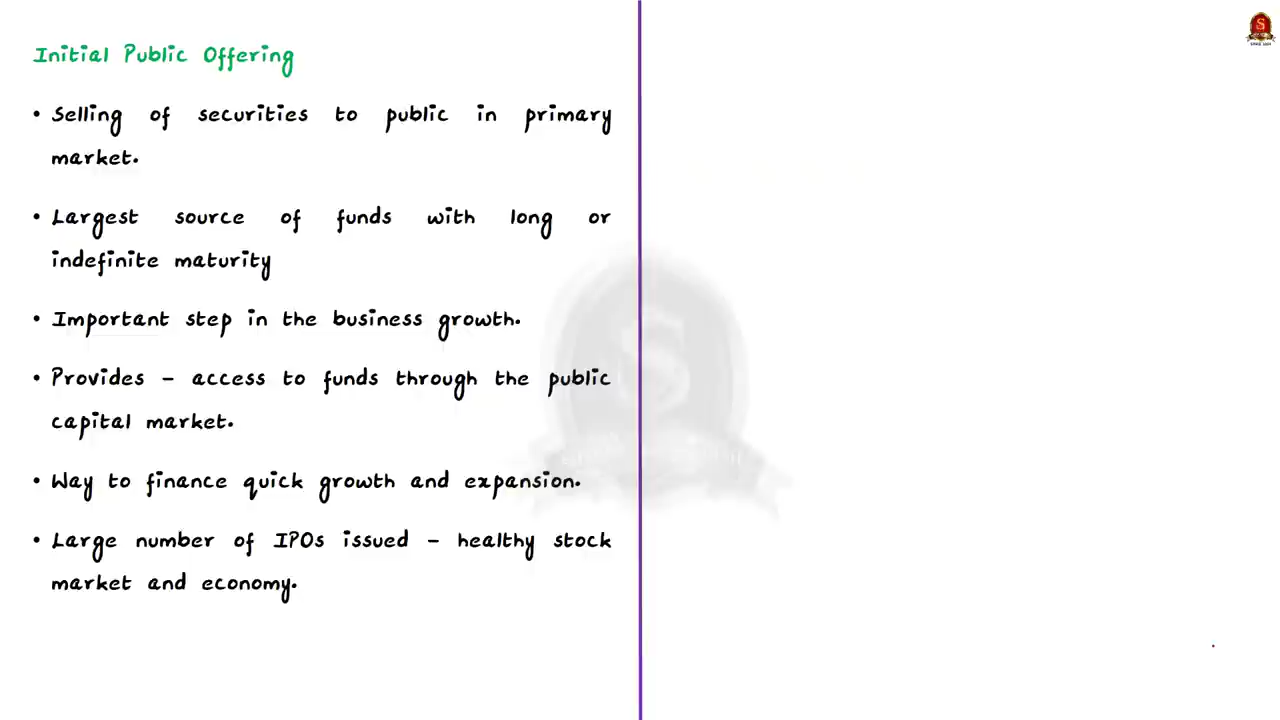 Initial Public Offering
• Selling of securities to public in primary
market.
• Largest source of funds with long or
indefinite maturity
• Important step in the business growth.
• Provides – access to funds through the public
capital market.
• Way to finance quick growth and expansion.
• Large number of IPOs issued – healthy stock
market and economy.